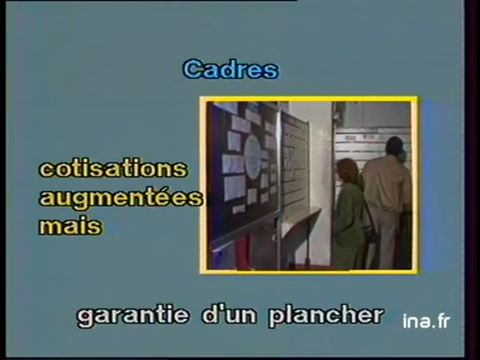 Cadres
cotisations
augmentées
mais
garantie d'un plancher
ina.fr